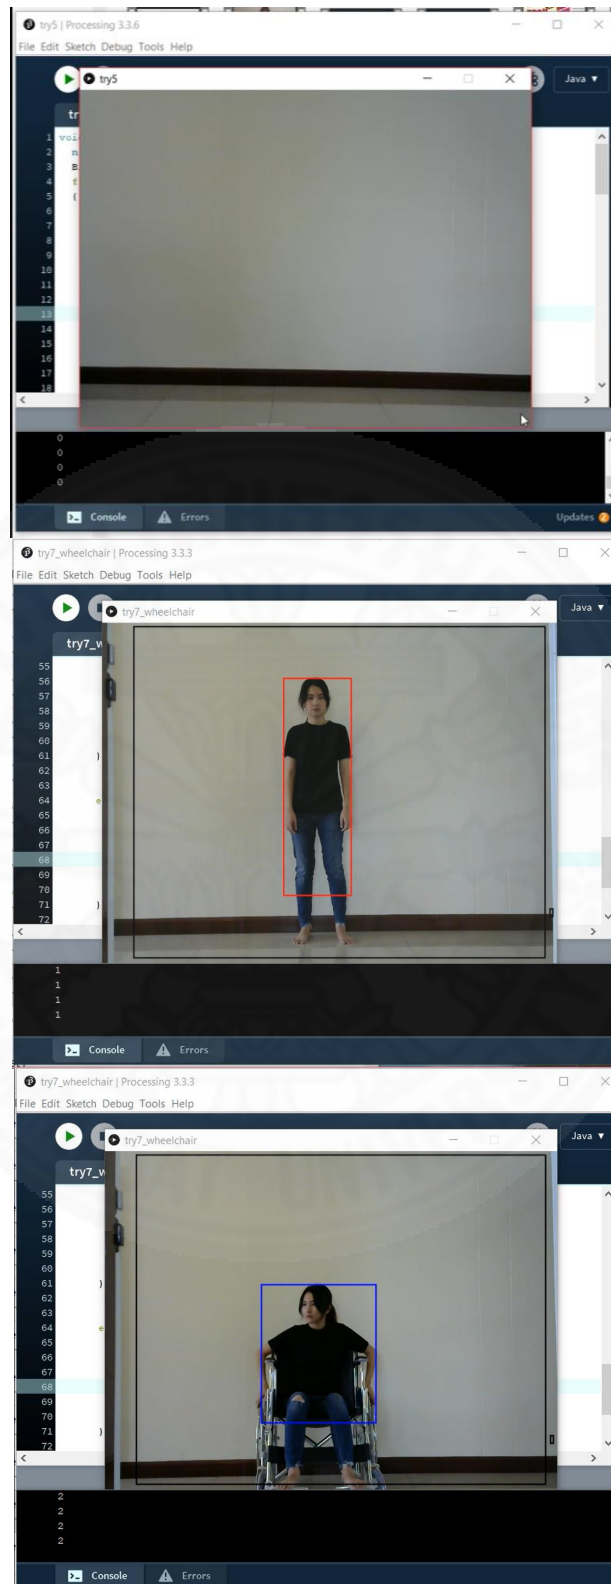 try5 | Processing 3.3.6
File Edit Sketch Debug Tools Help
try5
Java ▼
tr
1 voi
2 n
3 B
4
5 {
6
7
8
9
10
11
12
13
14
15
16
17
18
0
0
0
0
Console
Errors
Updates 2
try7_wheelchair | Processing 3.3.3
File Edit Sketch Debug Tools Help
try7_wheelchair
Java ▼
try7_w
55
56
57
58
59
60
61 }
62
63
64 e
65
66
67
68
69
70
71 }
72
1
1
1
1
Console
Errors
try7_wheelchair | Processing 3.3.3
File Edit Sketch Debug Tools Help
try7_wheelchair
Java ▼
try7_w
55
56
57
58
59
60
61 }
62
63
64 e
65
66
67
68
69
70
71 }
72
2
2
2
2
Console
Errors